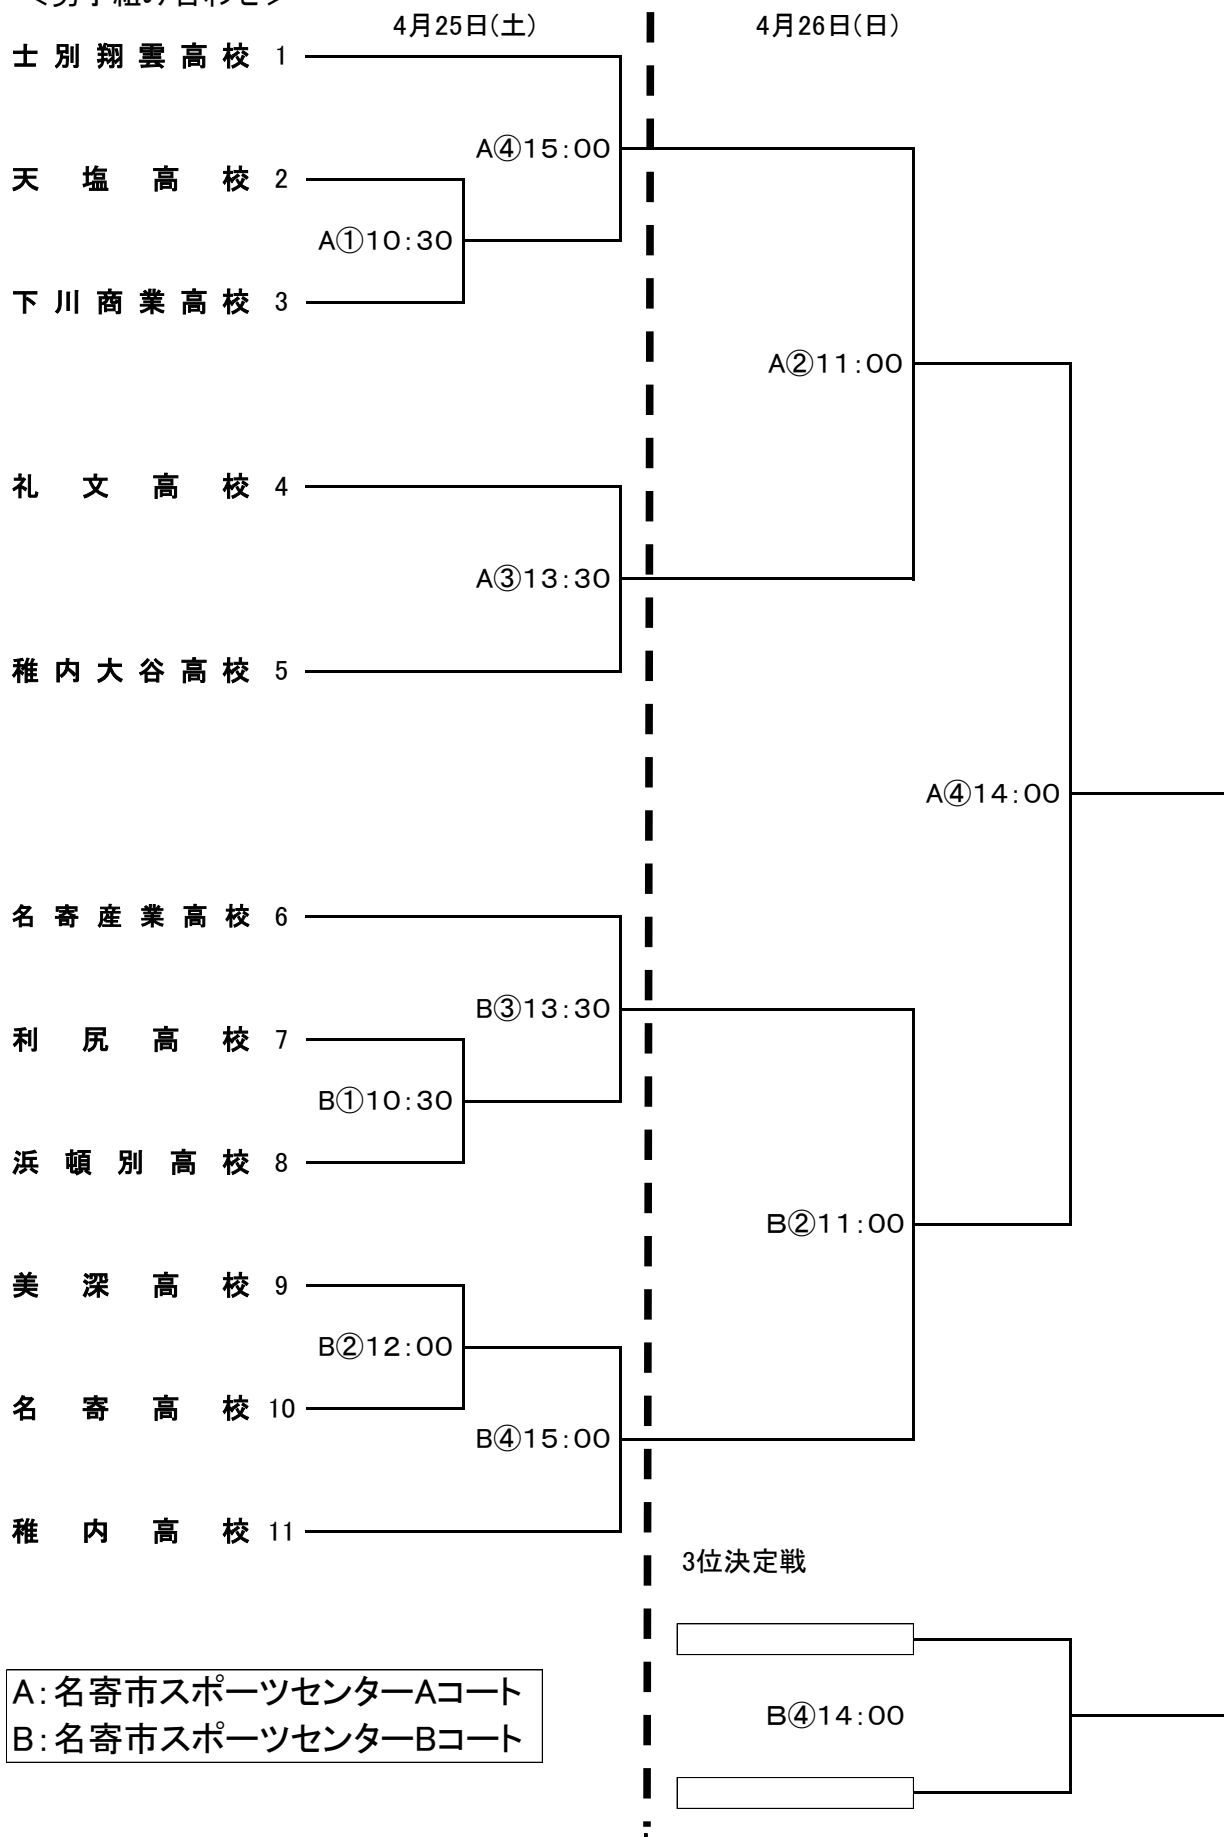 4月25日(土)
4月26日(日)
士別翔雲高校 1
A④15:00
天塩高校 2
A①10:30
下川商業高校 3
A②11:00
礼文高校 4
A③13:30
稚内大谷高校 5
A④14:00
名寄産業高校 6
B③13:30
利尻高校 7
B①10:30
浜頓別高校 8
B②11:00
美深高校 9
B②12:00
名寄高校 10
B④15:00
稚内高校 11
3位決定戦
A:名寄市スポーツセンターAコート
B:名寄市スポーツセンターBコート
B④14:00